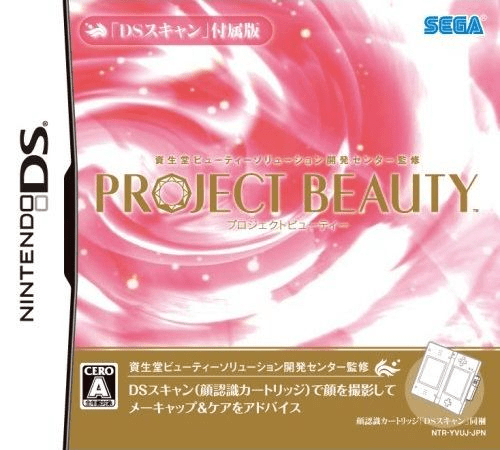 「DSスキャン」付属版
SEGA
NINTENDO DS
資生堂ビューティーソリューション開発センター監修
PROJECT BEAUTY™
プロジェクトビューティー
CERO
A
全年齢対象
資生堂ビューティーソリューション開発センター監修
DSスキャン(顔認識カートリッジ)で顔を撮影して
メーキャップ&ケアをアドバイス
顔認識カートリッジ「DSスキャン」同梱
NTR-YVUJ-JPN